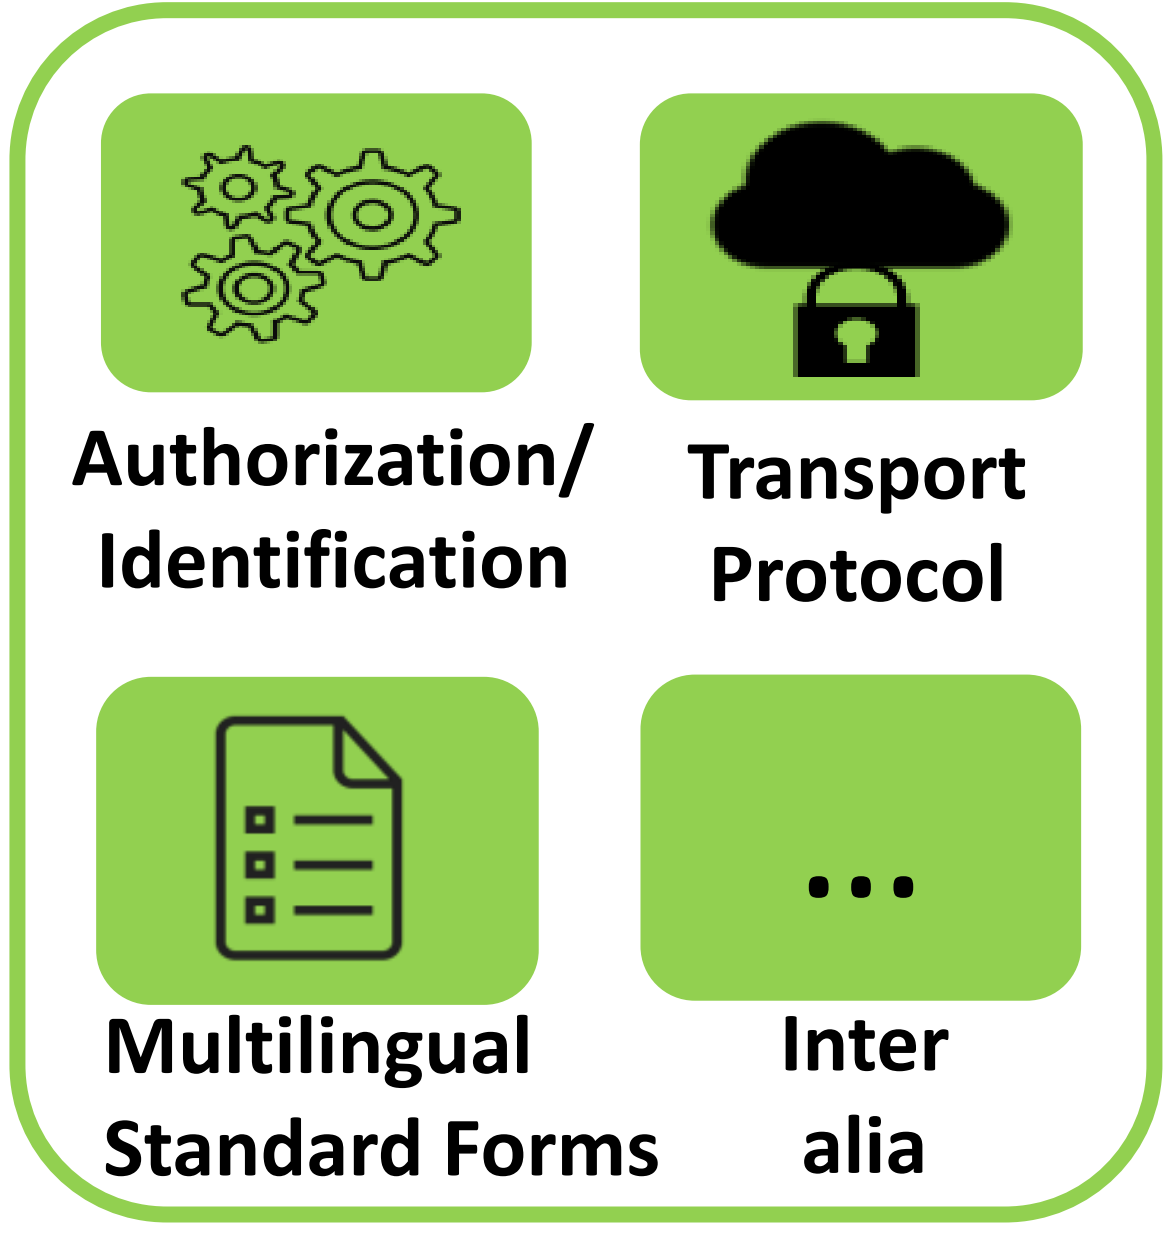 Authorization/
Identification
Transport
Protocol
...
Multilingual
Standard Forms
Inter
alia